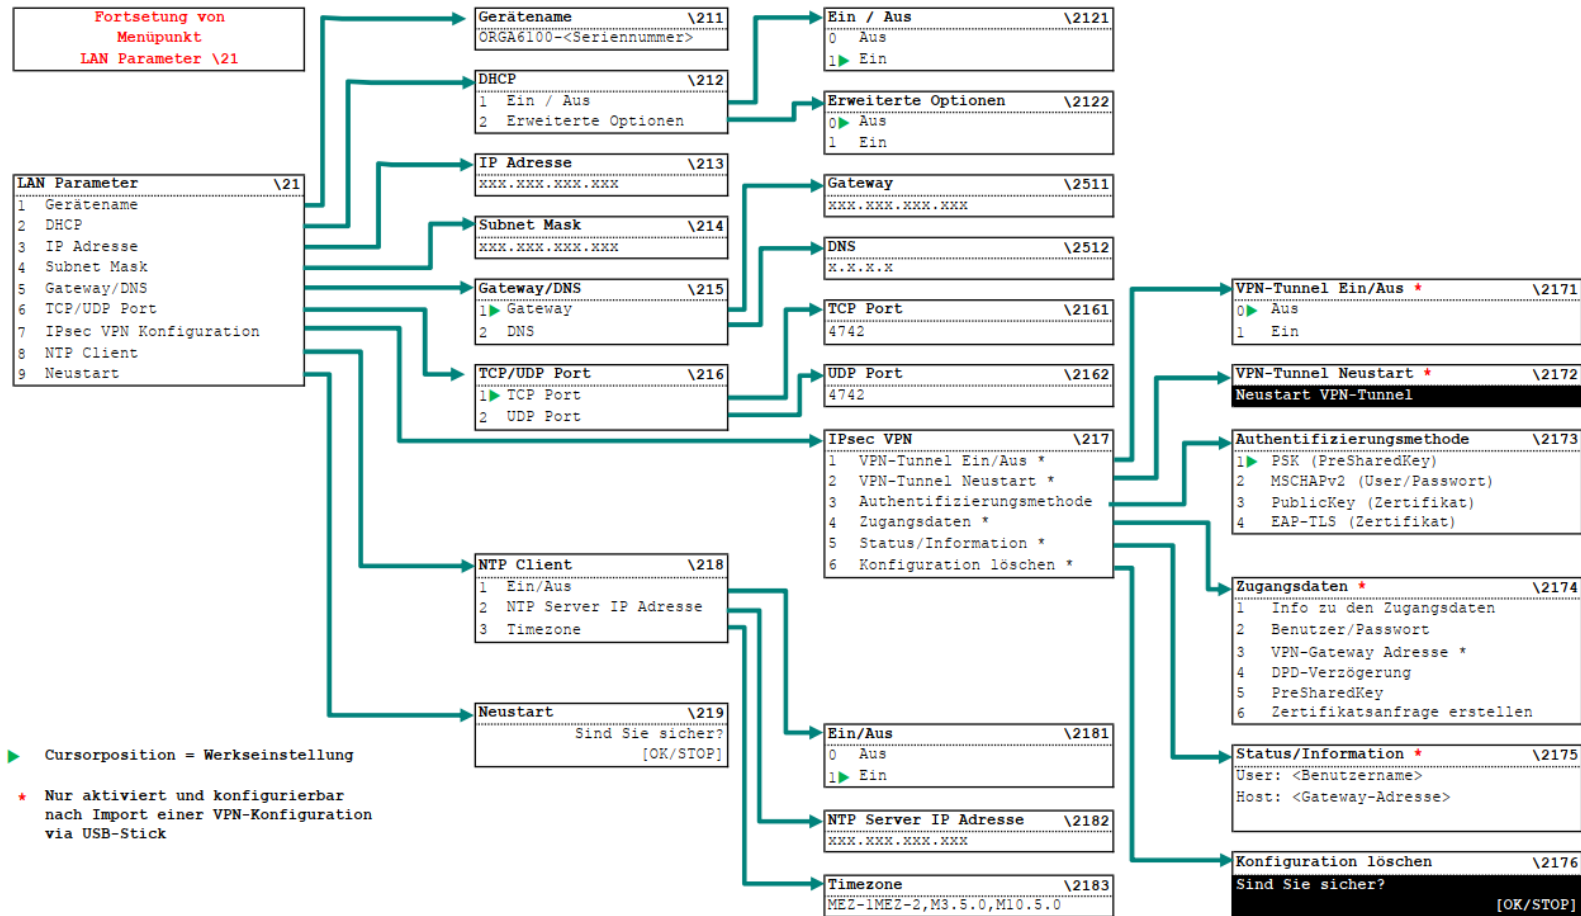 Fortsetung von
Menüpunkt
LAN Parameter \21
LAN Parameter \21
1 Gerätename
2 DHCP
3 IP Adresse
4 Subnet Mask
5 Gateway/DNS
6 TCP/UDP Port
7 IPsec VPN Konfiguration
8 NTP Client
9 Neustart
Cursorposition = Werkseinstellung
* Nur aktiviert und konfigurierbar
nach Import einer VPN-Konfiguration
via USB-Stick
Gerätename \211
ORGA6100-<Seriennummer>
DHCP \212
1 Ein / Aus
2 Erweiterte Optionen
IP Adresse \213
xxx.xxx.xxx.xxx
Subnet Mask \214
xxx.xxx.xxx.xxx
Gateway/DNS \215
1 Gateway
2 DNS
TCP/UDP Port \216
1 TCP Port
2 UDP Port
NTP Client \218
1 Ein/Aus
2 NTP Server IP Adresse
3 Timezone
Neustart \219
Sind Sie sicher?
[OK/STOP]
Ein / Aus \2121
0 Aus
1 Ein
Erweiterte Optionen \2122
0 Aus
1 Ein
Gateway \2511
xxx.xxx.xxx.xxx
DNS \2512
x.x.x.x
TCP Port \2161
4742
UDP Port \2162
4742
IPsec VPN \217
1 VPN-Tunnel Ein/Aus *
2 VPN-Tunnel Neustart *
3 Authentifizierungsmethode
4 Zugangsdaten *
5 Status/Information *
6 Konfiguration löschen *
Ein/Aus \2181
0 Aus
1 Ein
NTP Server IP Adresse \2182
xxx.xxx.xxx.xxx
Timezone \2183
MEZ-1MEZ-2,M3.5.0,M10.5.0
VPN-Tunnel Ein/Aus * \2171
0 Aus
1 Ein
VPN-Tunnel Neustart * \2172
Neustart VPN-Tunnel
Authentifizierungsmethode \2173
1 PSK (PreSharedKey)
2 MSCHAPv2 (User/Passwort)
3 PublicKey (Zertifikat)
4 EAP-TLS (Zertifikat)
Zugangsdaten * \2174
1 Info zu den Zugangsdaten
2 Benutzer/Passwort
3 VPN-Gateway Adresse *
4 DPD-Verzögerung
5 PreSharedKey
6 Zertifikatsanfrage erstellen
Status/Information * \2175
User: <Benutzername>
Host: <Gateway-Adresse>
Konfiguration löschen \2176
Sind Sie sicher?
[OK/STOP]